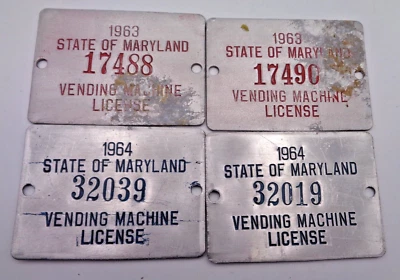 1963
STATE OF MARYLAND
17488
VENDING MACHINE
LICENSE
1963
STATE OF MARYLAND
17490
VENDING MACHINE
LICENSE
1964
STATE OF MARYLAND
32039
VENDING MACHINE
LICENSE
1964
STATE OF MARYLAND
32019
VENDING MACHINE
LICENSE